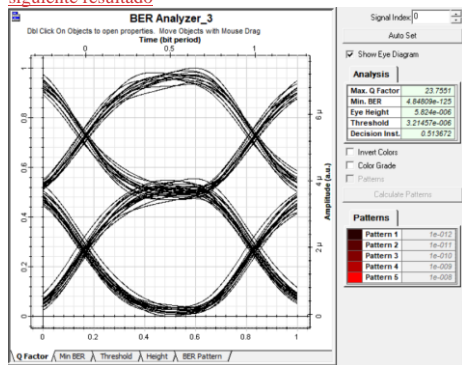 siguiente resultado
BER Analyzer_3
Dbl Click On Objects to open properties. Move Objects with Mouse Drag
Time (bit period)
0 0.5 1
1
0.8
0.6
0.4
0.2
0
0 0.2 0.4 0.6 0.8 1
6 µ
4 µ
2 µ
0
Amplitude (a.u.)
Q Factor Min BER Threshold Height BER Pattern
Signal Index: 0
Auto Set
Show Eye Diagram
Analysis
Max. Q Factor 23.7551
Min. BER 4.84809e-125
Eye Height 5.824e-006
Threshold 3.21457e-006
Decision Inst. 0.513672
Invert Colors
Color Grade
Patterns
Calculate Patterns
Patterns
Pattern 1 1e-012
Pattern 2 1e-011
Pattern 3 1e-010
Pattern 4 1e-009
Pattern 5 1e-008